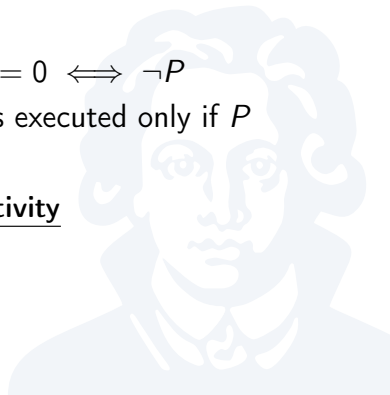 = 0 ⟺ ¬P
s executed only if P
tivity